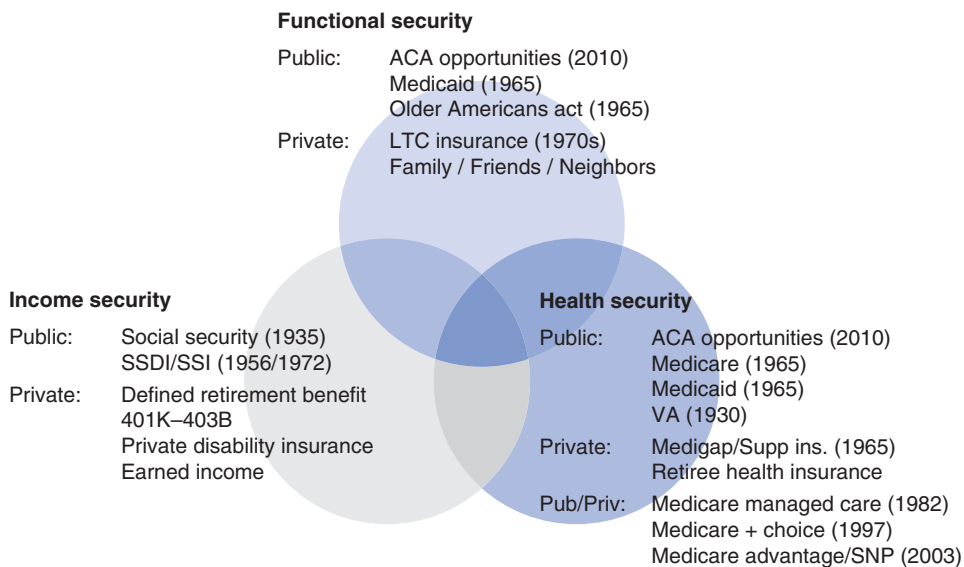 Functional security
Public: ACA opportunities (2010)
Medicaid (1965)
Older Americans act (1965)
Private: LTC insurance (1970s)
Family / Friends / Neighbors
Income security
Public: Social security (1935)
SSDI/SSI (1956/1972)
Private: Defined retirement benefit
401K–403B
Private disability insurance
Earned income
Health security
Public: ACA opportunities (2010)
Medicare (1965)
Medicaid (1965)
VA (1930)
Private: Medigap/Supp ins. (1965)
Retiree health insurance
Pub/Priv: Medicare managed care (1982)
Medicare + choice (1997)
Medicare advantage/SNP (2003)